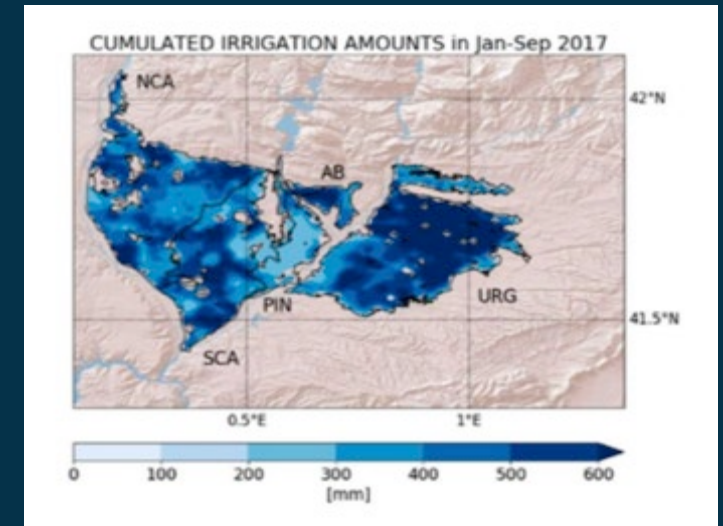 CUMULATED IRRIGATION AMOUNTS in Jan-Sep 2017
NCA
42°N
AB
PIN
URG
41.5°N
SCA
0.5°E 1°E
0 100 200 300 400 500 600
[mm]